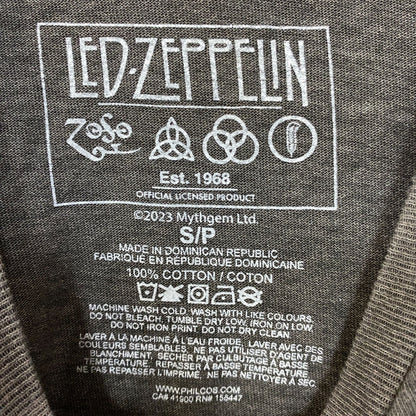 LED-ZEPPELIN
ZOSO
Est. 1968
OFFICIAL LICENSED PRODUCT
©2023 Mythgem Ltd.
S/P
MADE IN DOMINICAN REPUBLIC
FABRIQUÉ EN RÉPUBLIQUE DOMINICAINE
100% COTTON / COTON
MACHINE WASH COLD. WASH WITH LIKE COLOURS.
DO NOT BLEACH. TUMBLE DRY LOW, IRON ON LOW.
DO NOT IRON PRINT. DO NOT DRY CLEAN
LAVER À LA MACHINE À L'EAU FROIDE. LAVER AVEC DES
COULEURS SEMBLABLES. NE PAS UTILISER D'AGENT DE
BLANCHIMENT. SÉCHER PAR CULBUTAGE À BASSE
TEMPÉRATURE. REPASSER À BASSE TEMPÉRATURE.
NE PAS REPASSER L'IMPRIMÉ. NE PAS NETTOYER À SEC.
WWW.PHILCOS.COM
CA# 41900 RN# 155447